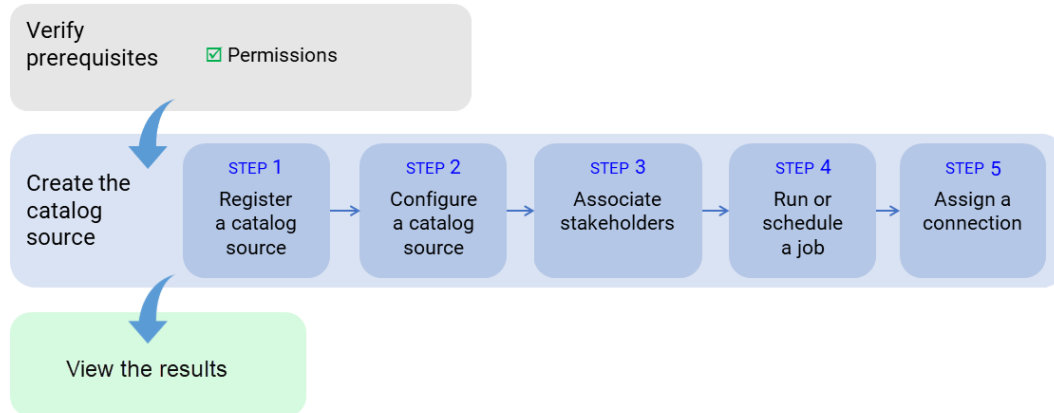 Verify
prerequisites
☑ Permissions
Create the
catalog
source
STEP 1
Register
a catalog
source
STEP 2
Configure
a catalog
source
STEP 3
Associate
stakeholders
STEP 4
Run or
schedule
a job
STEP 5
Assign a
connection
View the results